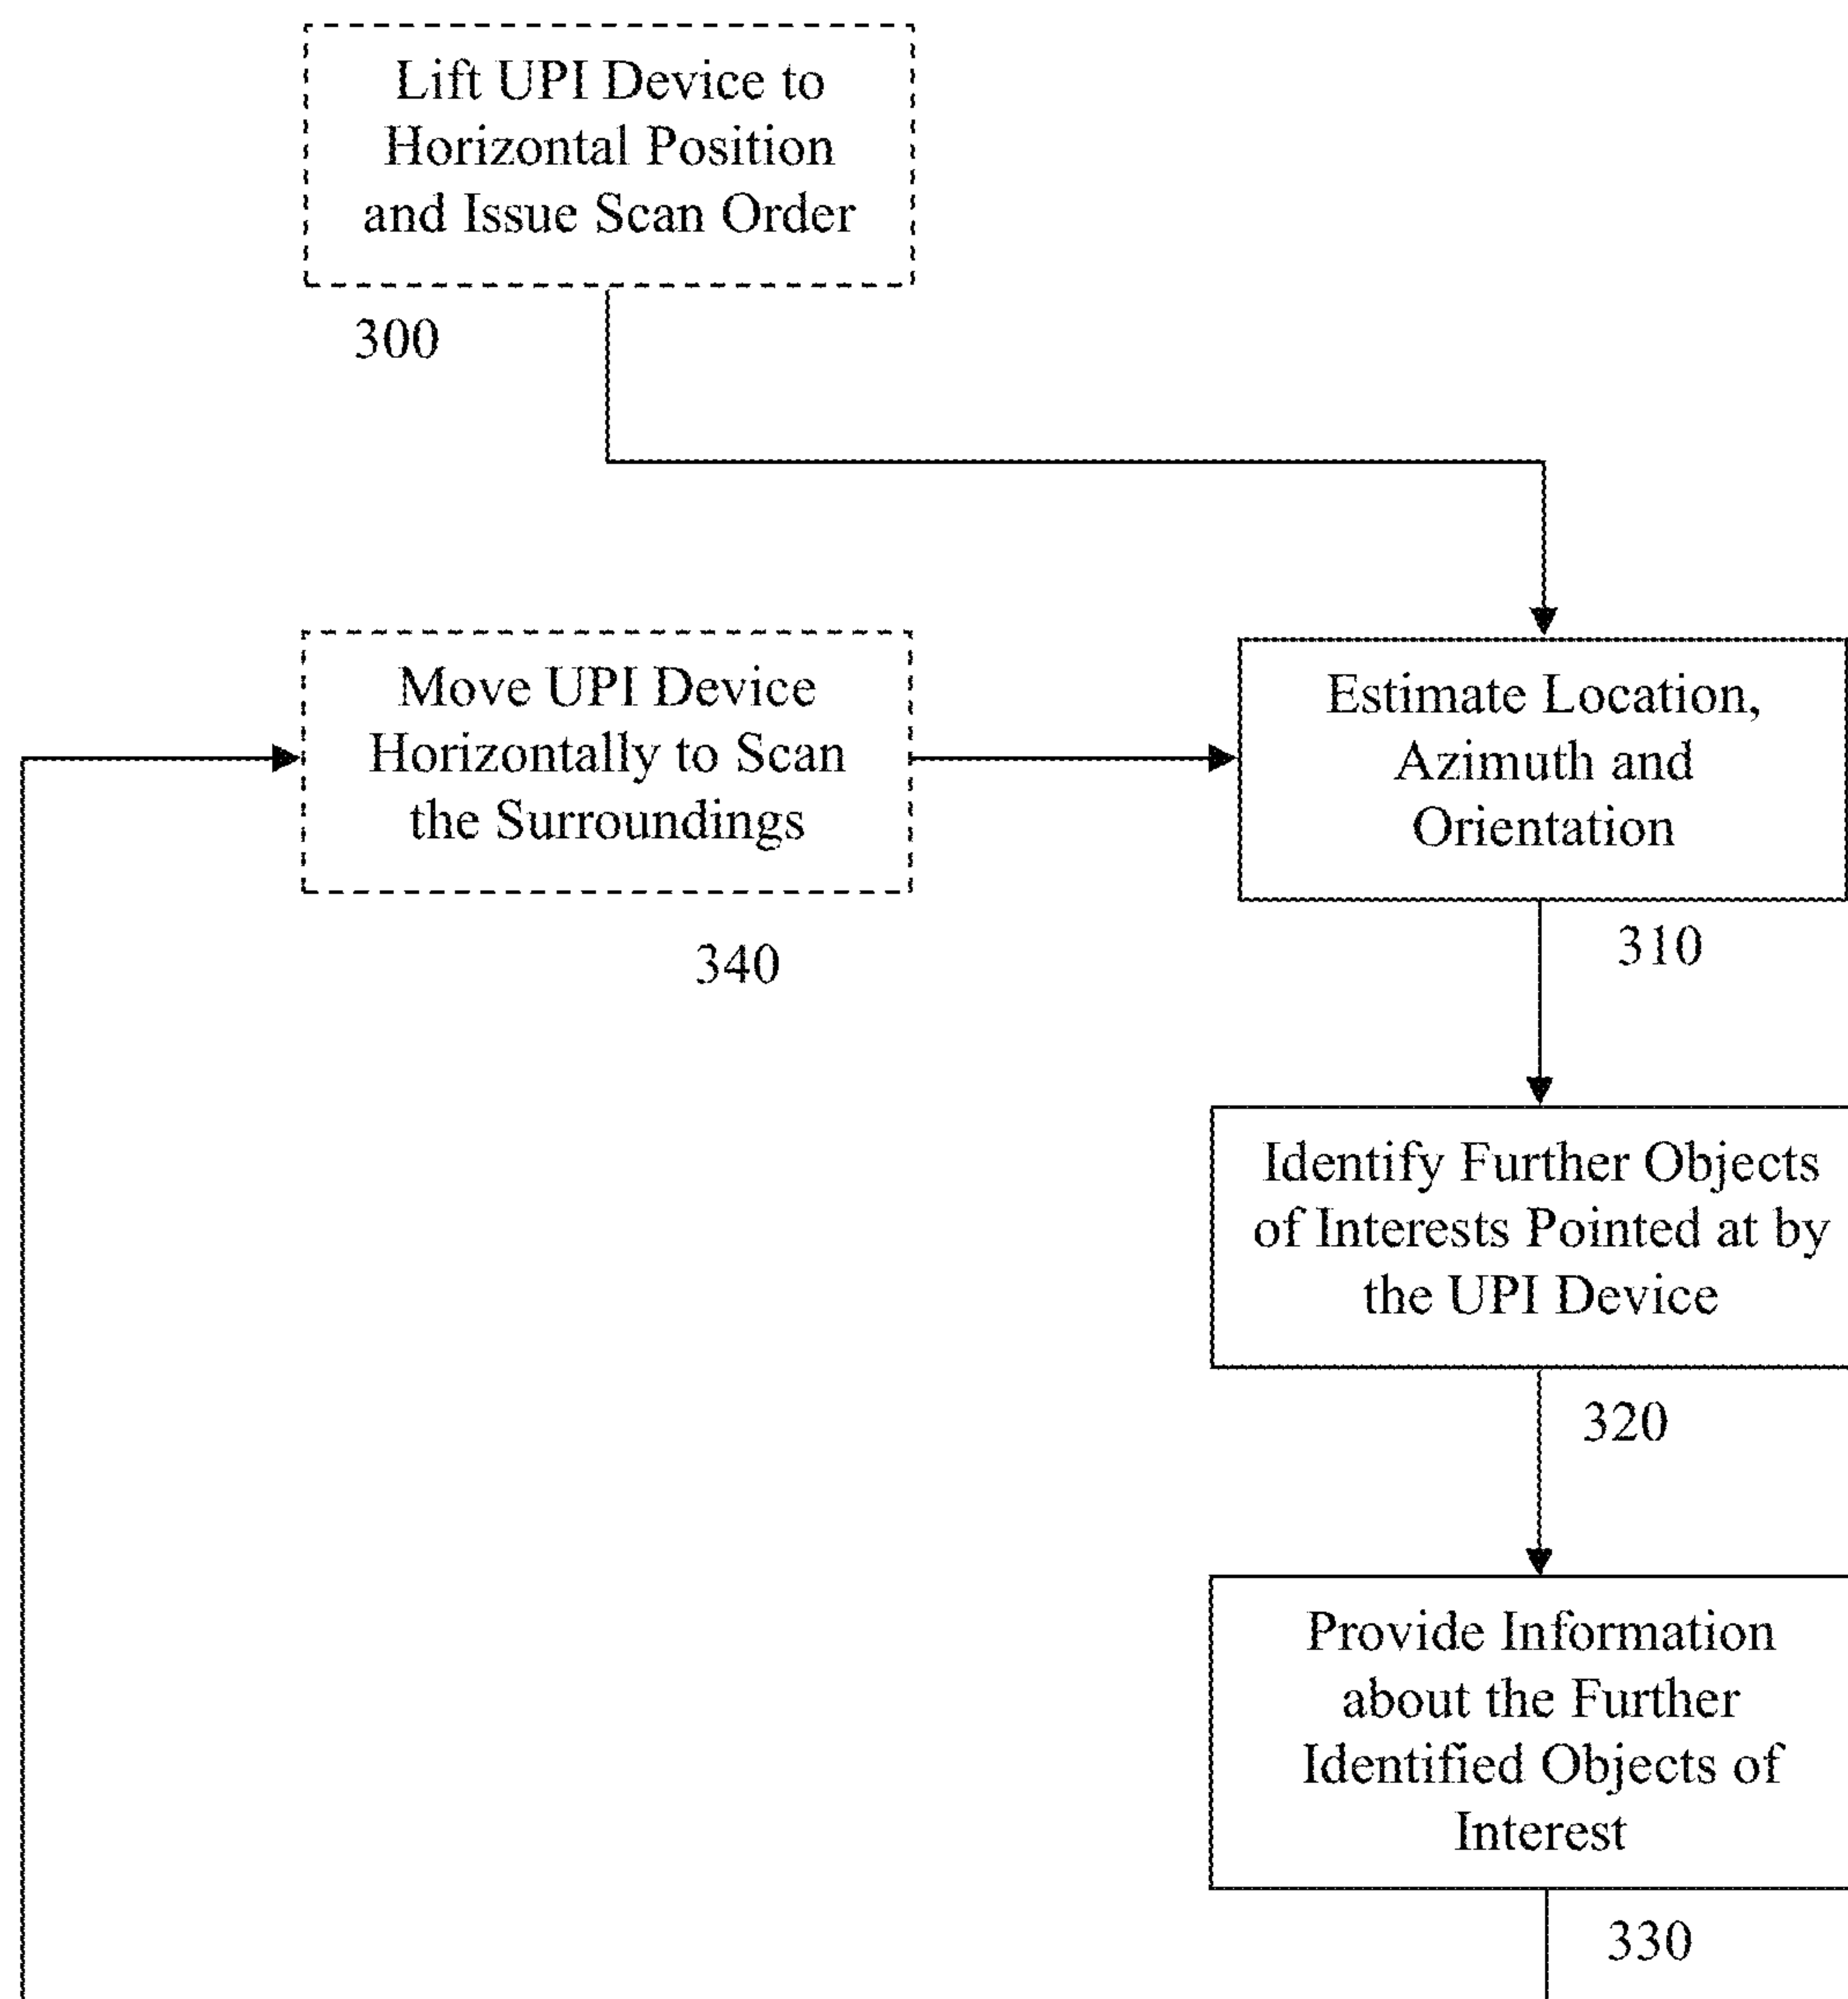 Lift UPI Device to
Horizontal Position
and Issue Scan Order
300
Move UPI Device
Horizontally to Scan
the Surroundings
340
Estimate Location,
Azimuth and
Orientation
310
Identify Further Objects
of Interests Pointed at by
the UPI Device
320
Provide Information
about the Further
Identified Objects of
Interest
330